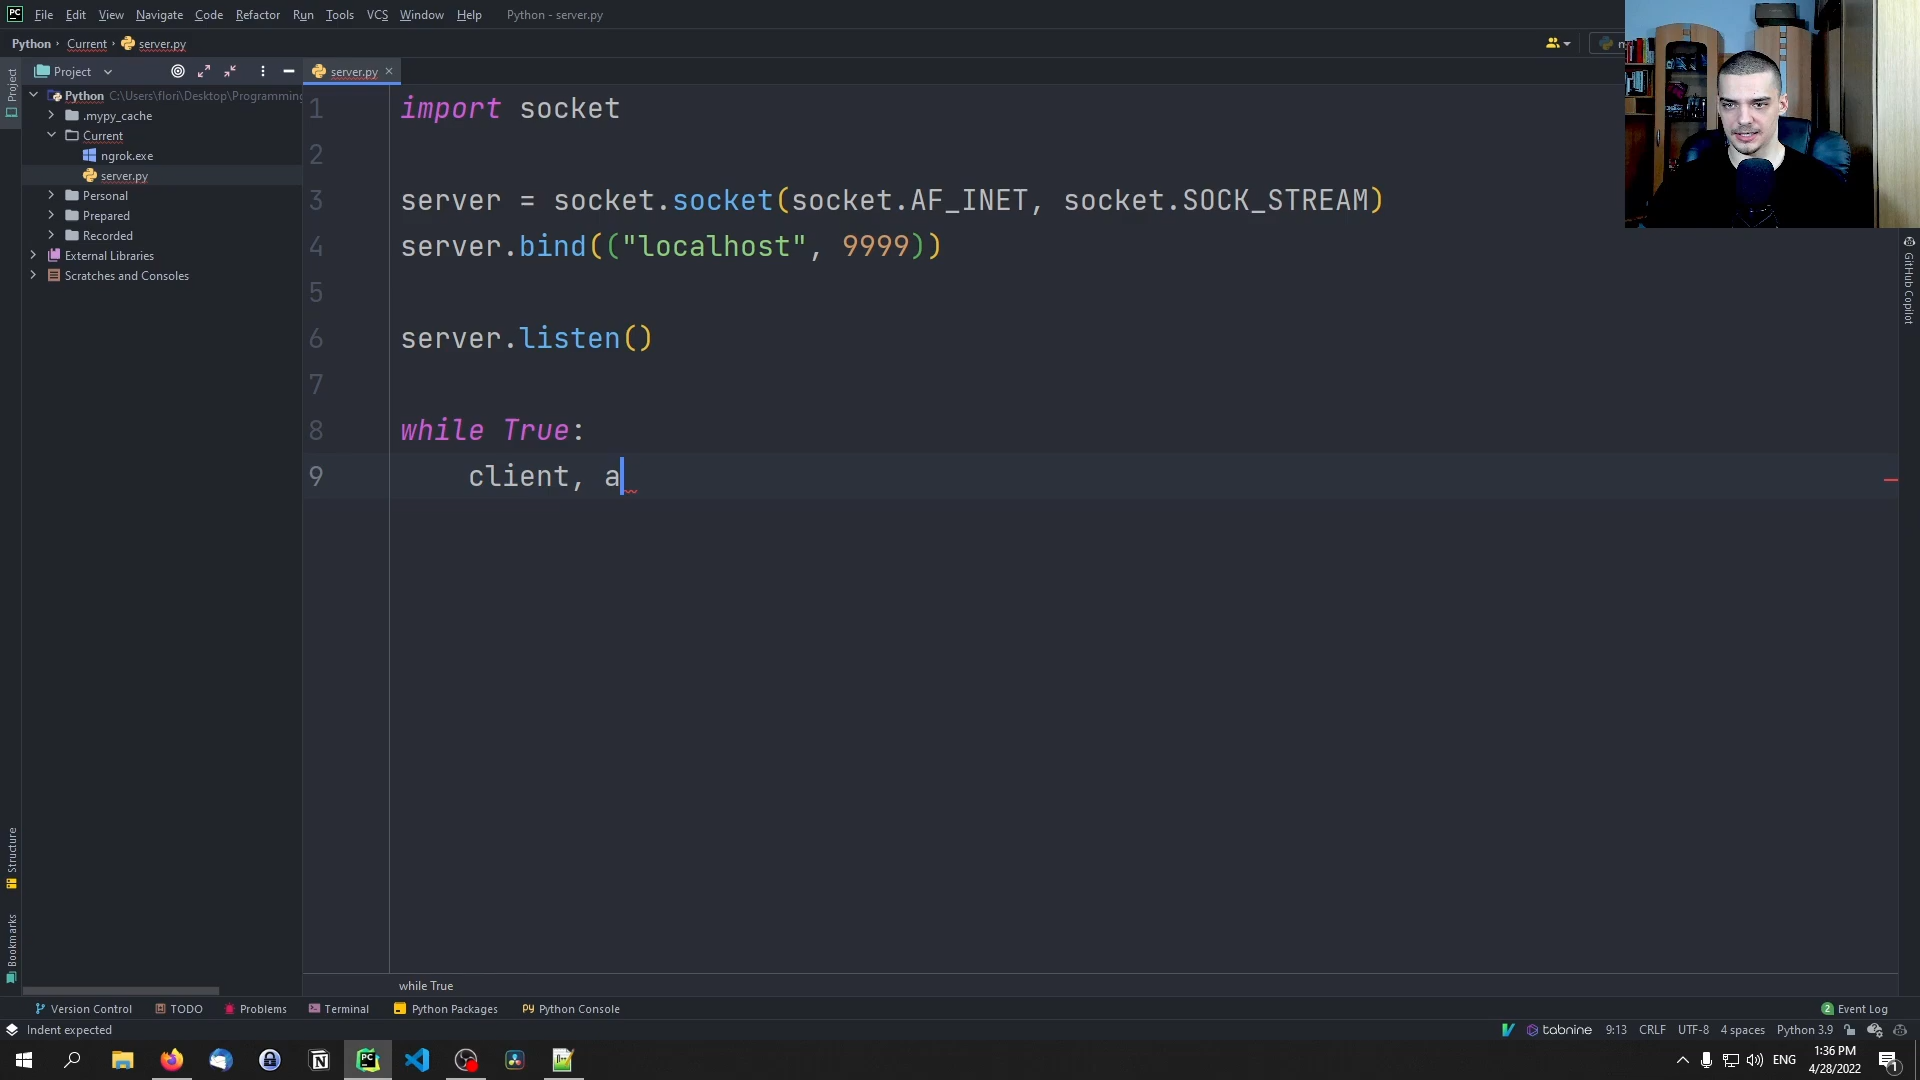 PC File Edit View Navigate Code Refactor Run Tools VCS Window Help Python - server.py
Python › Current › server.py
Project
Project
server.py
Python C:\Users\flori\Desktop\Programming
.mypy_cache
Current
ngrok.exe
server.py
Personal
Prepared
Recorded
External Libraries
Scratches and Consoles
1 import socket
2
3 server = socket.socket(socket.AF_INET, socket.SOCK_STREAM)
4 server.bind(("localhost", 9999))
5
6 server.listen()
7
8 while True:
9     client, a
GitHub Copilot
Structure
Bookmarks
while True
Version Control TODO Problems Terminal Python Packages Python Console 2 Event Log
Indent expected tabnine 9:13 CRLF UTF-8 4 spaces Python 3.9
PC ENG 1:36 PM
4/28/2022 1